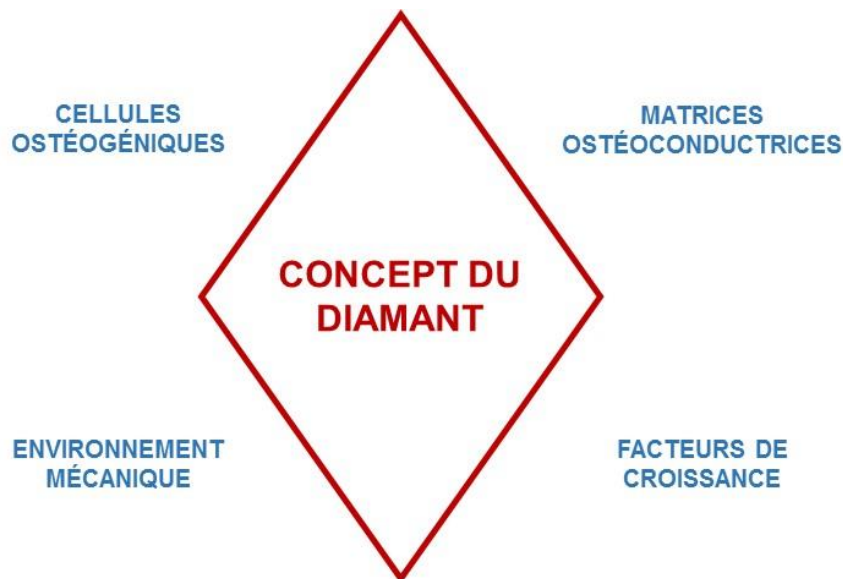 CELLULES
OSTÉOGÉNIQUES
MATRICES
OSTÉOCONDUCTRICES
CONCEPT DU
DIAMANT
ENVIRONNEMENT
MÉCANIQUE
FACTEURS DE
CROISSANCE